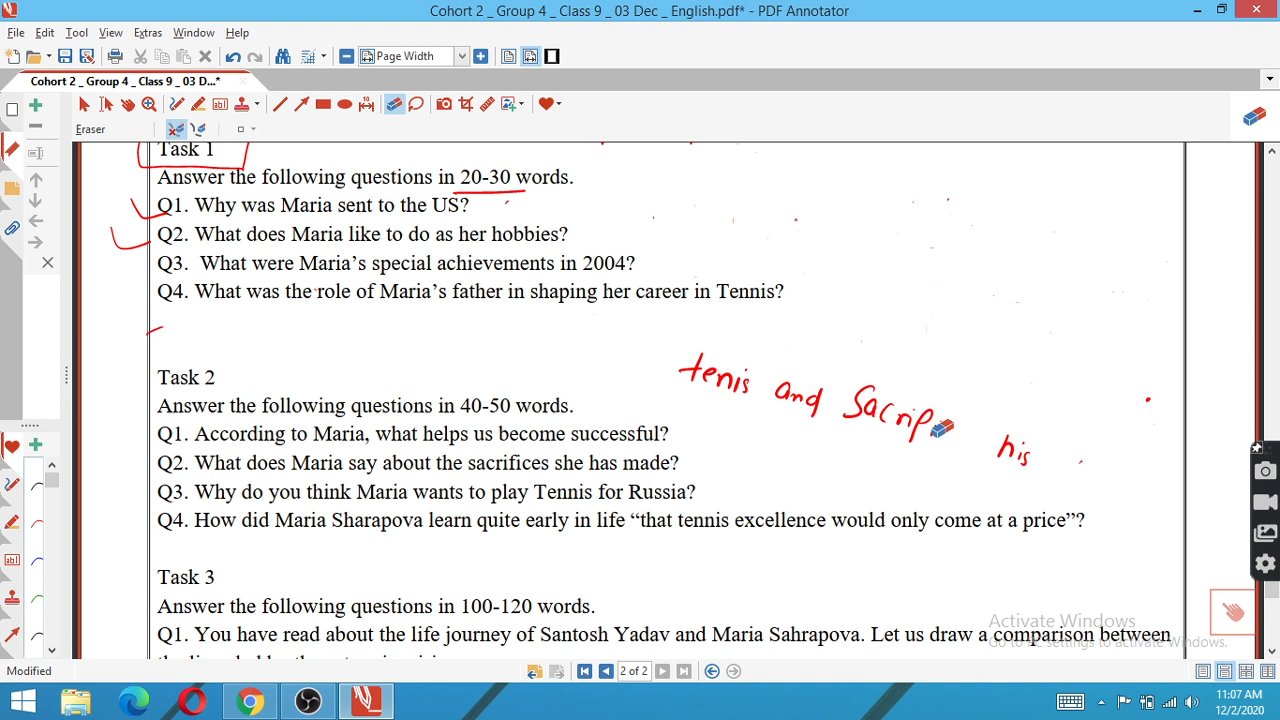 Cohort 2 _ Group 4 _ Class 9 _ 03 Dec _ English.pdf* - PDF Annotator
File Edit Tool View Extras Window Help
Page Width
Cohort 2 _ Group 4 _ Class 9 _ 03 D...*
Eraser
Task 1
Answer the following questions in 20-30 words.
Q1. Why was Maria sent to the US?
Q2. What does Maria like to do as her hobbies?
Q3. What were Maria's special achievements in 2004?
Q4. What was the role of Maria's father in shaping her career in Tennis?
tenis and Sacrif
his
Task 2
Answer the following questions in 40-50 words.
Q1. According to Maria, what helps us become successful?
Q2. What does Maria say about the sacrifices she has made?
Q3. Why do you think Maria wants to play Tennis for Russia?
Q4. How did Maria Sharapova learn quite early in life “that tennis excellence would only come at a price”?
Task 3
Answer the following questions in 100-120 words.
Q1. You have read about the life journey of Santosh Yadav and Maria Sahrapova. Let us draw a comparison between
Activate Windows
Go to PC settings to activate Windows.
Modified
2 of 2
11:07 AM
12/2/2020